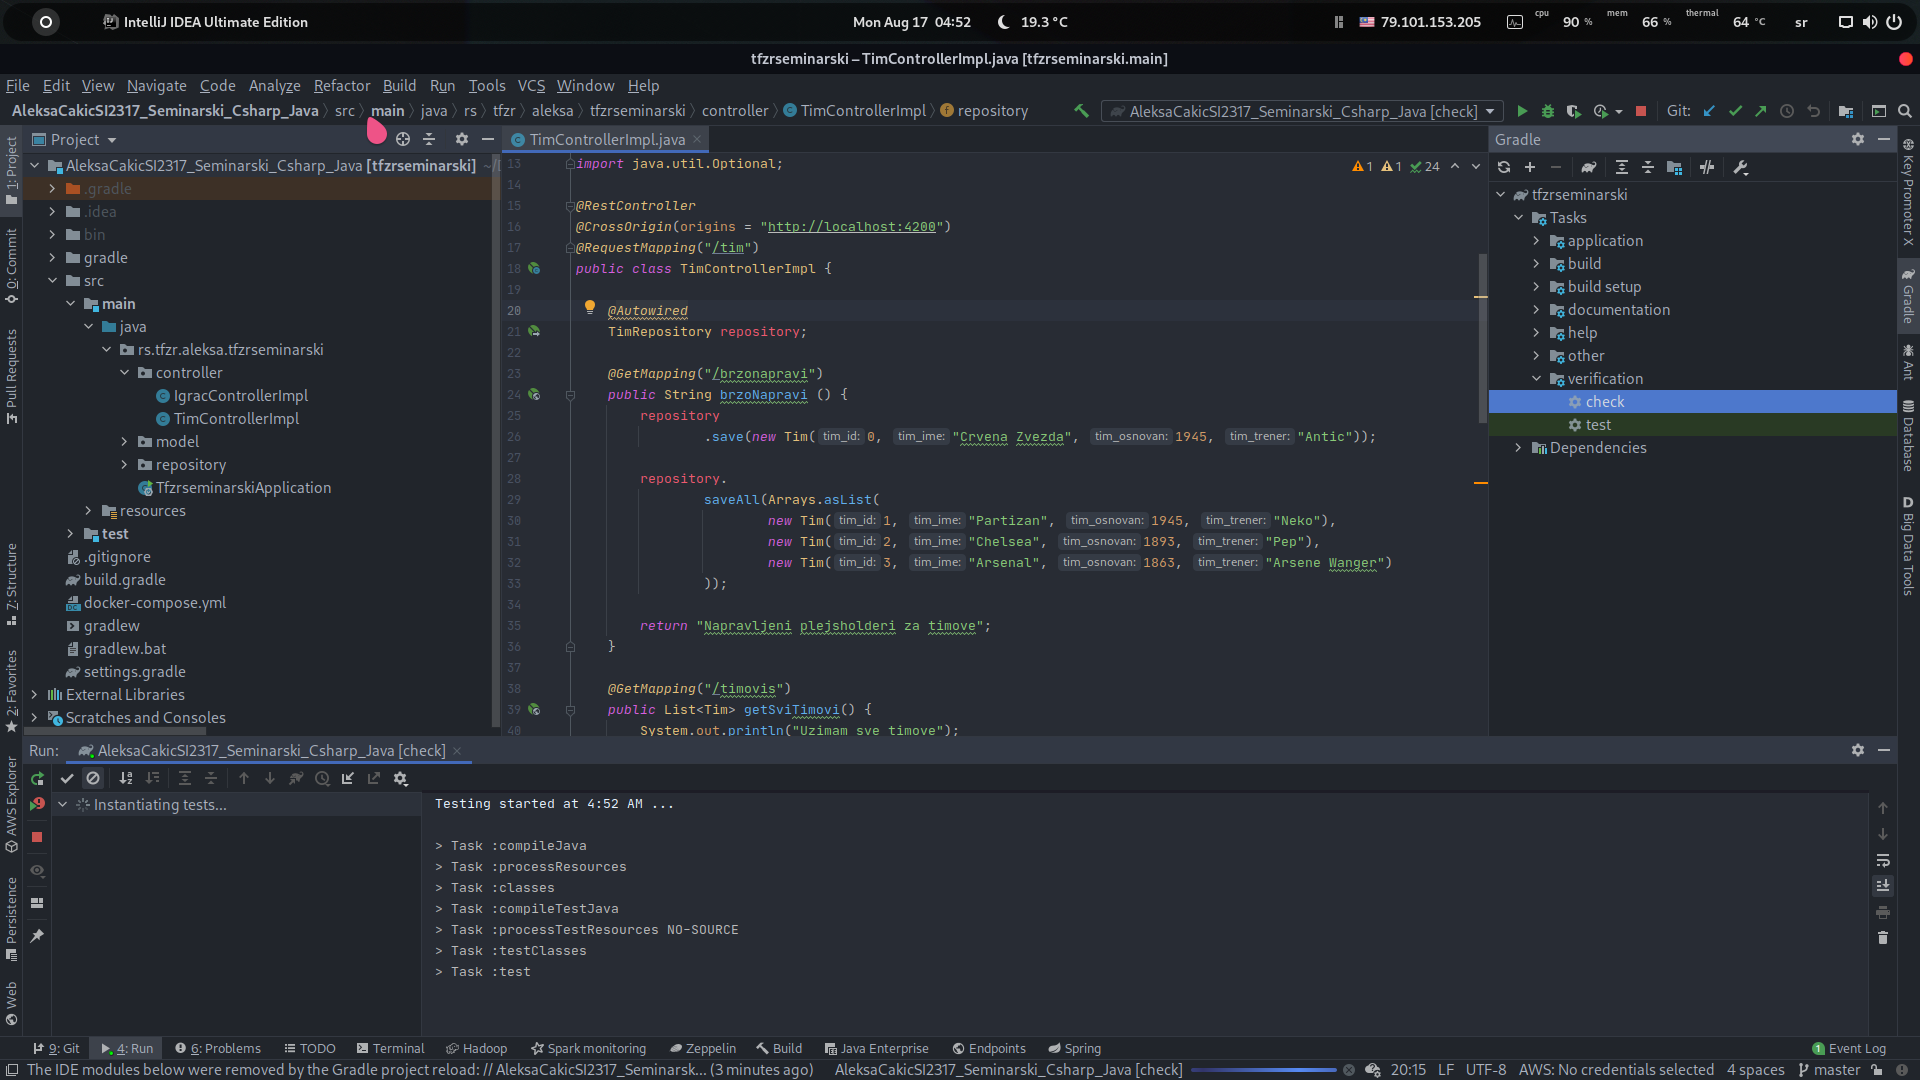 IntelliJ IDEA Ultimate Edition
Mon Aug 17 04:52
19.3 °C
79.101.153.205
cpu 90 %
mem 66 %
thermal 64 °C
sr
tfzrseminarski – TimControllerImpl.java [tfzrseminarski.main]
File Edit View Navigate Code Analyze Refactor Build Run Tools VCS Window Help
AleksaCakicSI2317_Seminarski_Csharp_Java src main java rs tfzr aleksa tfzrseminarski controller TimControllerImpl repository
AleksaCakicSI2317_Seminarski_Csharp_Java [check]
Git:
1: Project
0: Commit
Pull Requests
7: Structure
2: Favorites
AWS Explorer
Persistence
Web
Project
AleksaCakicSI2317_Seminarski_Csharp_Java [tfzrseminarski]
.gradle
.idea
bin
gradle
src
main
java
rs.tfzr.aleksa.tfzrseminarski
controller
IgracControllerImpl
TimControllerImpl
model
repository
TfzrseminarskiApplication
resources
test
.gitignore
build.gradle
docker-compose.yml
gradlew
gradlew.bat
settings.gradle
External Libraries
Scratches and Consoles
TimControllerImpl.java
1 1 24
13 import java.util.Optional;
14
15 @RestController
16 @CrossOrigin(origins = "http://localhost:4200")
17 @RequestMapping("/tim")
18 public class TimControllerImpl {
19
20 @Autowired
21 TimRepository repository;
22
23 @GetMapping("/brzonapravi")
24 public String brzoNapravi () {
25 repository
26 .save(new Tim( tim_id: 0, tim_ime: "Crvena Zvezda", tim_osnovan: 1945, tim_trener: "Antic"));
27
28 repository.
29 saveAll(Arrays.asList(
30 new Tim( tim_id: 1, tim_ime: "Partizan", tim_osnovan: 1945, tim_trener: "Neko"),
31 new Tim( tim_id: 2, tim_ime: "Chelsea", tim_osnovan: 1893, tim_trener: "Pep"),
32 new Tim( tim_id: 3, tim_ime: "Arsenal", tim_osnovan: 1863, tim_trener: "Arsene Wanger")
33 ));
34
35 return "Napravljeni plejsholderi za timove";
36 }
37
38 @GetMapping("/timovis")
39 public List<Tim> getSviTimovi() {
40 System.out.println("Uzimam sve timove");
Gradle
tfzrseminarski
Tasks
application
build
build setup
documentation
help
other
verification
check
test
Dependencies
Key Promoter X
Gradle
Ant
Database
D Big Data Tools
Run: AleksaCakicSI2317_Seminarski_Csharp_Java [check]
Instantiating tests...
Testing started at 4:52 AM ...
> Task :compileJava
> Task :processResources
> Task :classes
> Task :compileTestJava
> Task :processTestResources NO-SOURCE
> Task :testClasses
> Task :test
9: Git 4: Run 6: Problems TODO Terminal Hadoop Spark monitoring Zeppelin Build Java Enterprise Endpoints Spring 1 Event Log
The IDE modules below were removed by the Gradle project reload: // AleksaCakicSI2317_Seminarsk... (3 minutes ago) AleksaCakicSI2317_Seminarski_Csharp_Java [check] 20:15 LF UTF-8 AWS: No credentials selected 4 spaces master